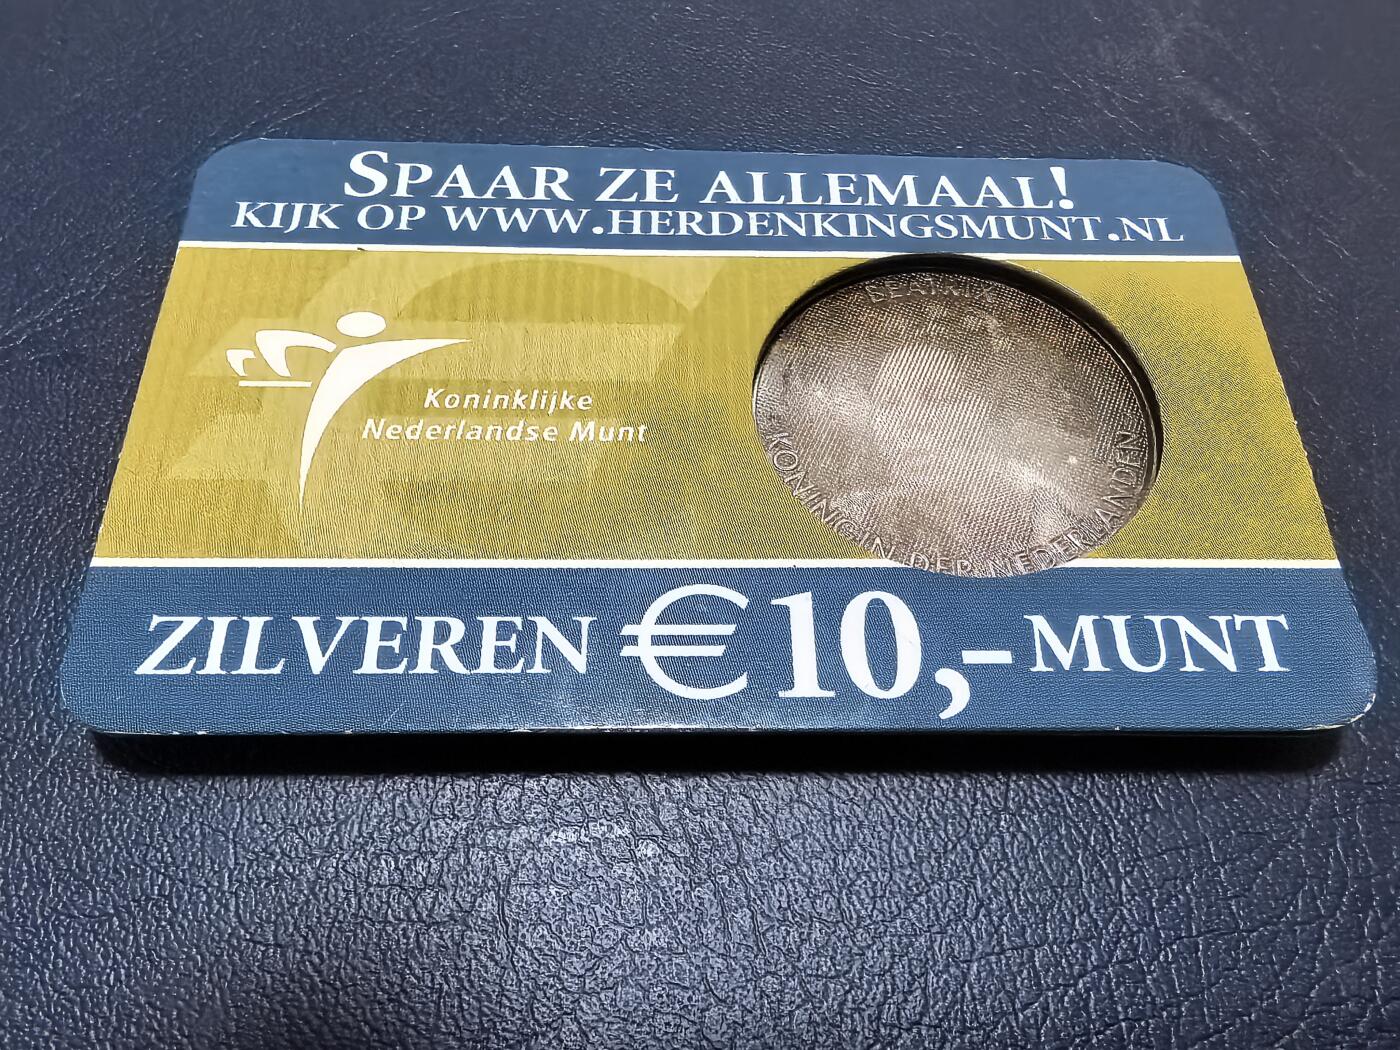 SPAAR ZE ALLEMAAL!
KIJK OP WWW.HERDENKINGSMUNT.NL
Koninklijke
Nederlandse Munt
BEATRIX
KONINGIN DER NEDERLANDEN
ZILVEREN €10,- MUNT